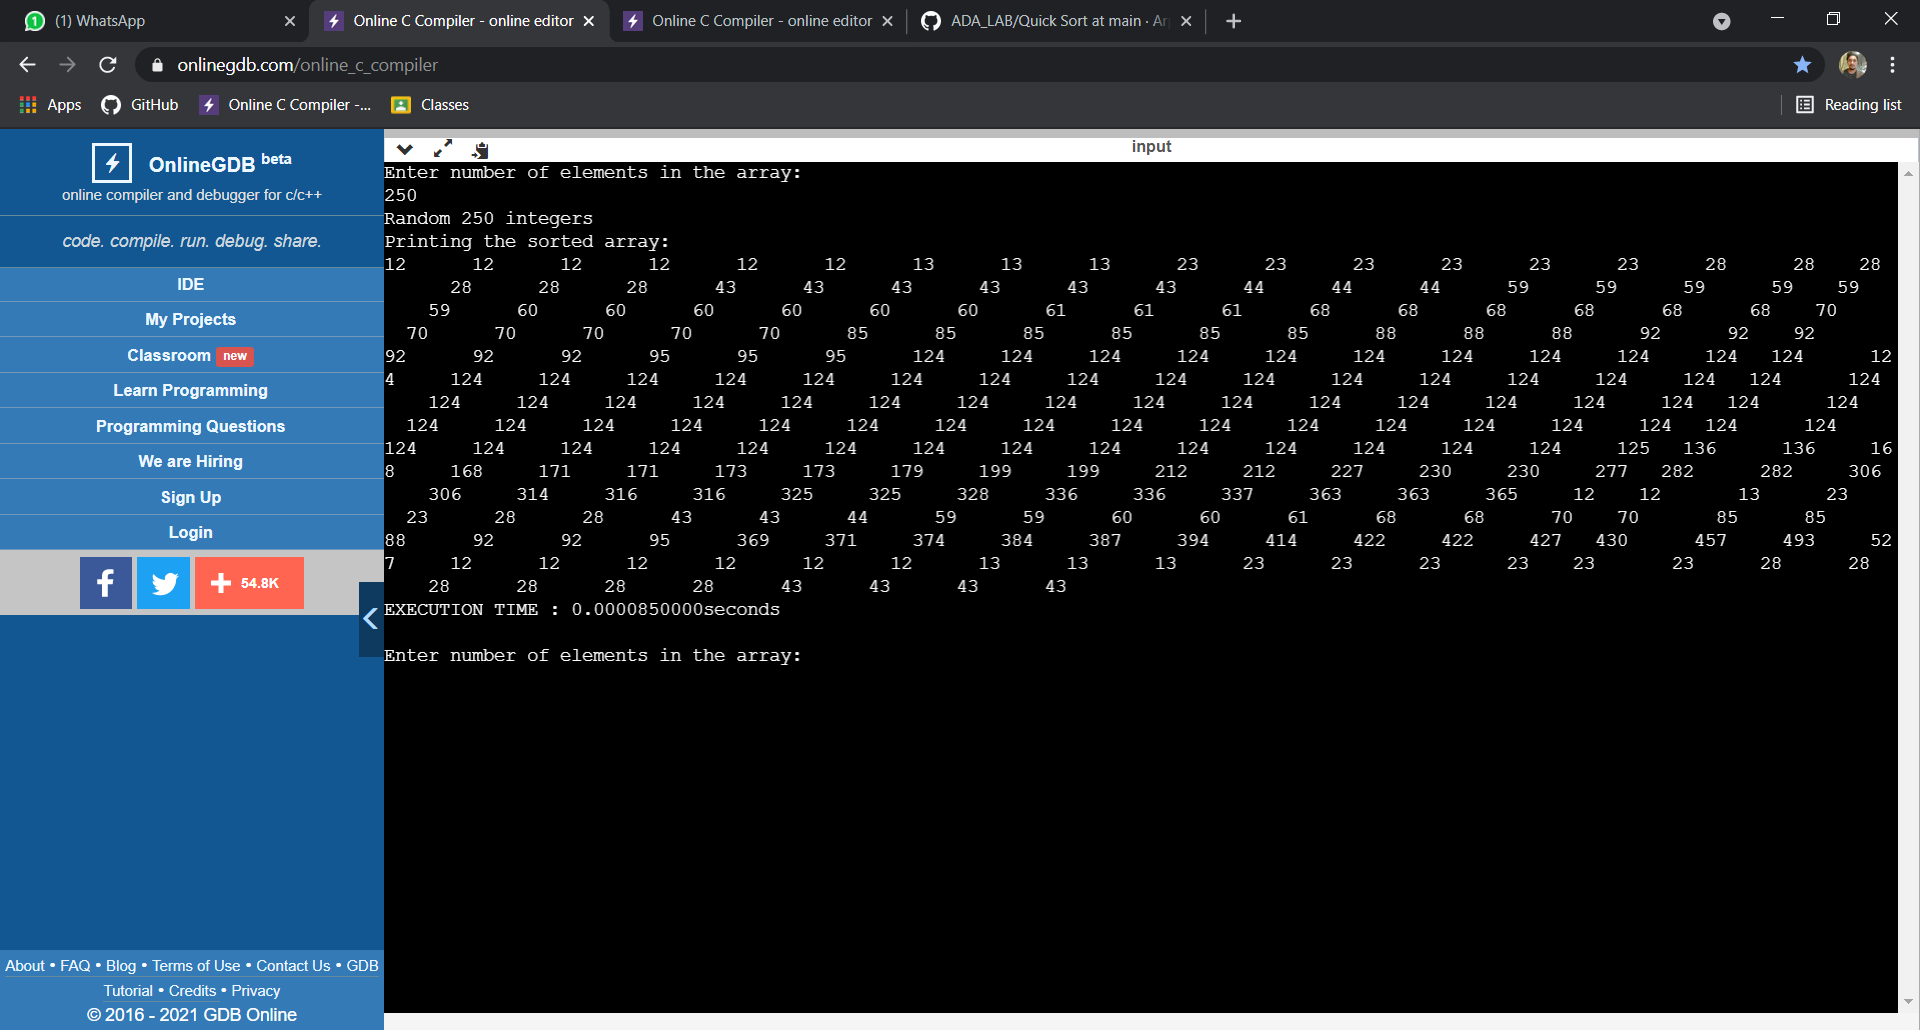 (1) WhatsApp
Online C Compiler - online editor
Online C Compiler - online editor
ADA_LAB/Quick Sort at main · Ar
onlinegdb.com/online_c_compiler
Apps
GitHub
Online C Compiler -...
Classes
Reading list
OnlineGDB beta
online compiler and debugger for c/c++
code. compile. run. debug. share.
IDE
My Projects
Classroom new
Learn Programming
Programming Questions
We are Hiring
Sign Up
Login
54.8K
About • FAQ • Blog • Terms of Use • Contact Us • GDB
Tutorial • Credits • Privacy
© 2016 - 2021 GDB Online
input
Enter number of elements in the array:
250
Random 250 integers
Printing the sorted array:
12 12 12 12 12 12 13 13 13 23 23 23 23 23 23 28 28 28
28 28 28 43 43 43 43 43 43 44 44 44 59 59 59 59 59
59 60 60 60 60 60 60 61 61 61 68 68 68 68 68 68 70
70 70 70 70 70 85 85 85 85 85 85 88 88 88 92 92 92
92 92 92 95 95 95 124 124 124 124 124 124 124 124 124 124 124 12
4 124 124 124 124 124 124 124 124 124 124 124 124 124 124 124 124 124
124 124 124 124 124 124 124 124 124 124 124 124 124 124 124 124 124
124 124 124 124 124 124 124 124 124 124 124 124 124 124 124 124 124
124 124 124 124 124 124 124 124 124 124 124 124 124 124 125 136 136 16
8 168 171 171 173 173 179 199 199 212 212 227 230 230 277 282 282 306
306 314 316 316 325 325 328 336 336 337 363 363 365 12 12 13 23
23 28 28 43 43 44 59 59 60 60 61 68 68 70 70 85 85
88 92 92 95 369 371 374 384 387 394 414 422 422 427 430 457 493 52
7 12 12 12 12 12 12 13 13 13 23 23 23 23 23 23 28 28
28 28 28 28 43 43 43 43
EXECUTION TIME : 0.0000850000seconds
Enter number of elements in the array: